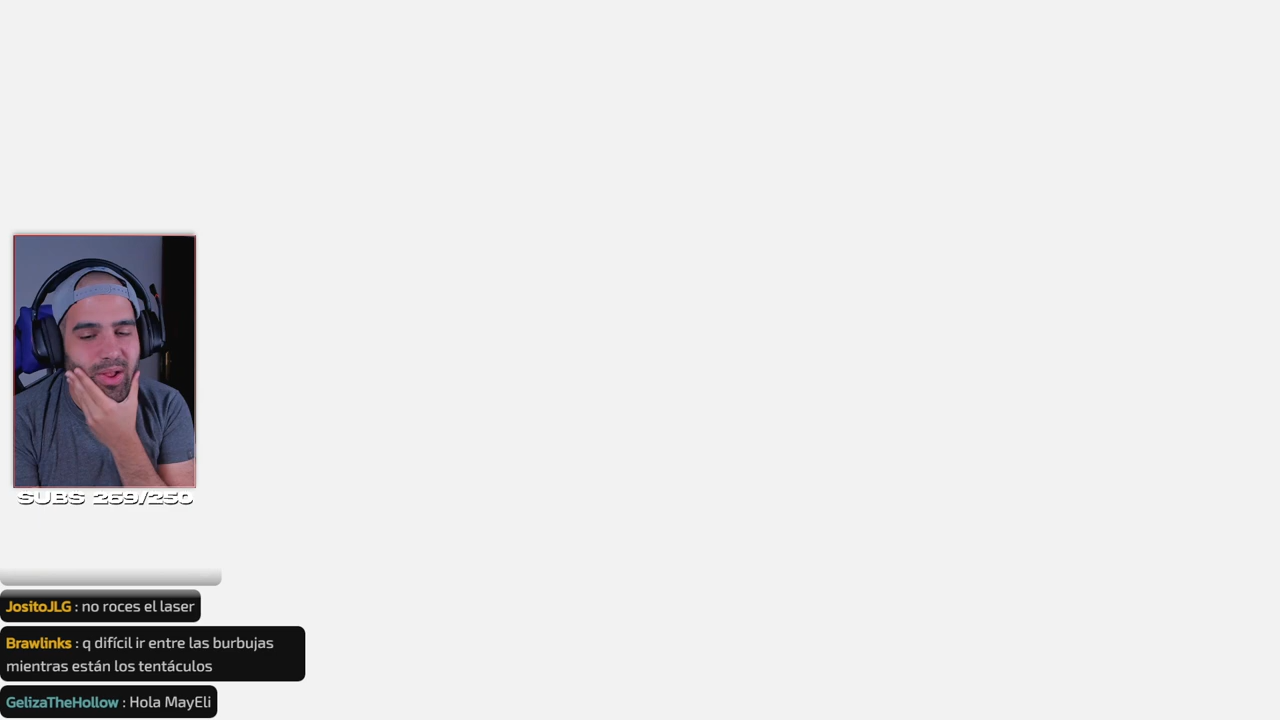 SUBS 269/250
JositoJLG : no roces el laser
Brawlinks : q difícil ir entre las burbujas
mientras están los tentáculos
GelizaTheHollow : Hola MayEli